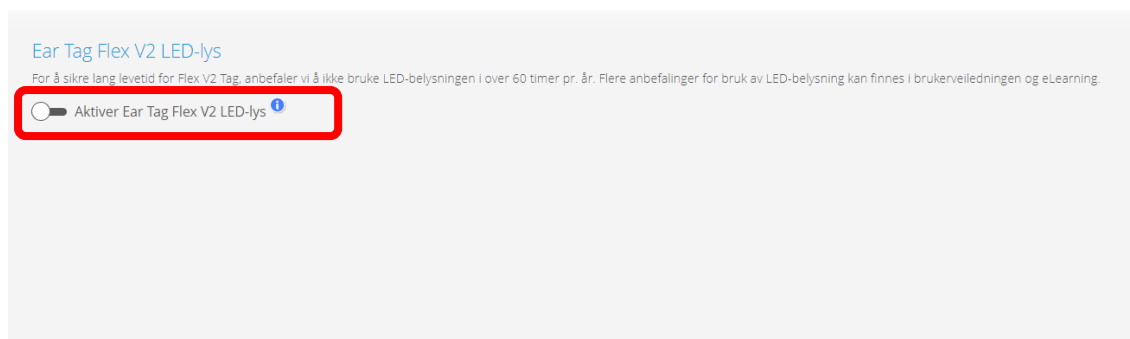 Ear Tag Flex V2 LED-lys
For å sikre lang levetid for Flex V2 Tag, anbefaler vi å ikke bruke LED-belysningen i over 60 timer pr. år. Flere anbefalinger for bruk av LED-belysning kan finnes i brukerveiledningen og eLearning.
Aktiver Ear Tag Flex V2 LED-lys